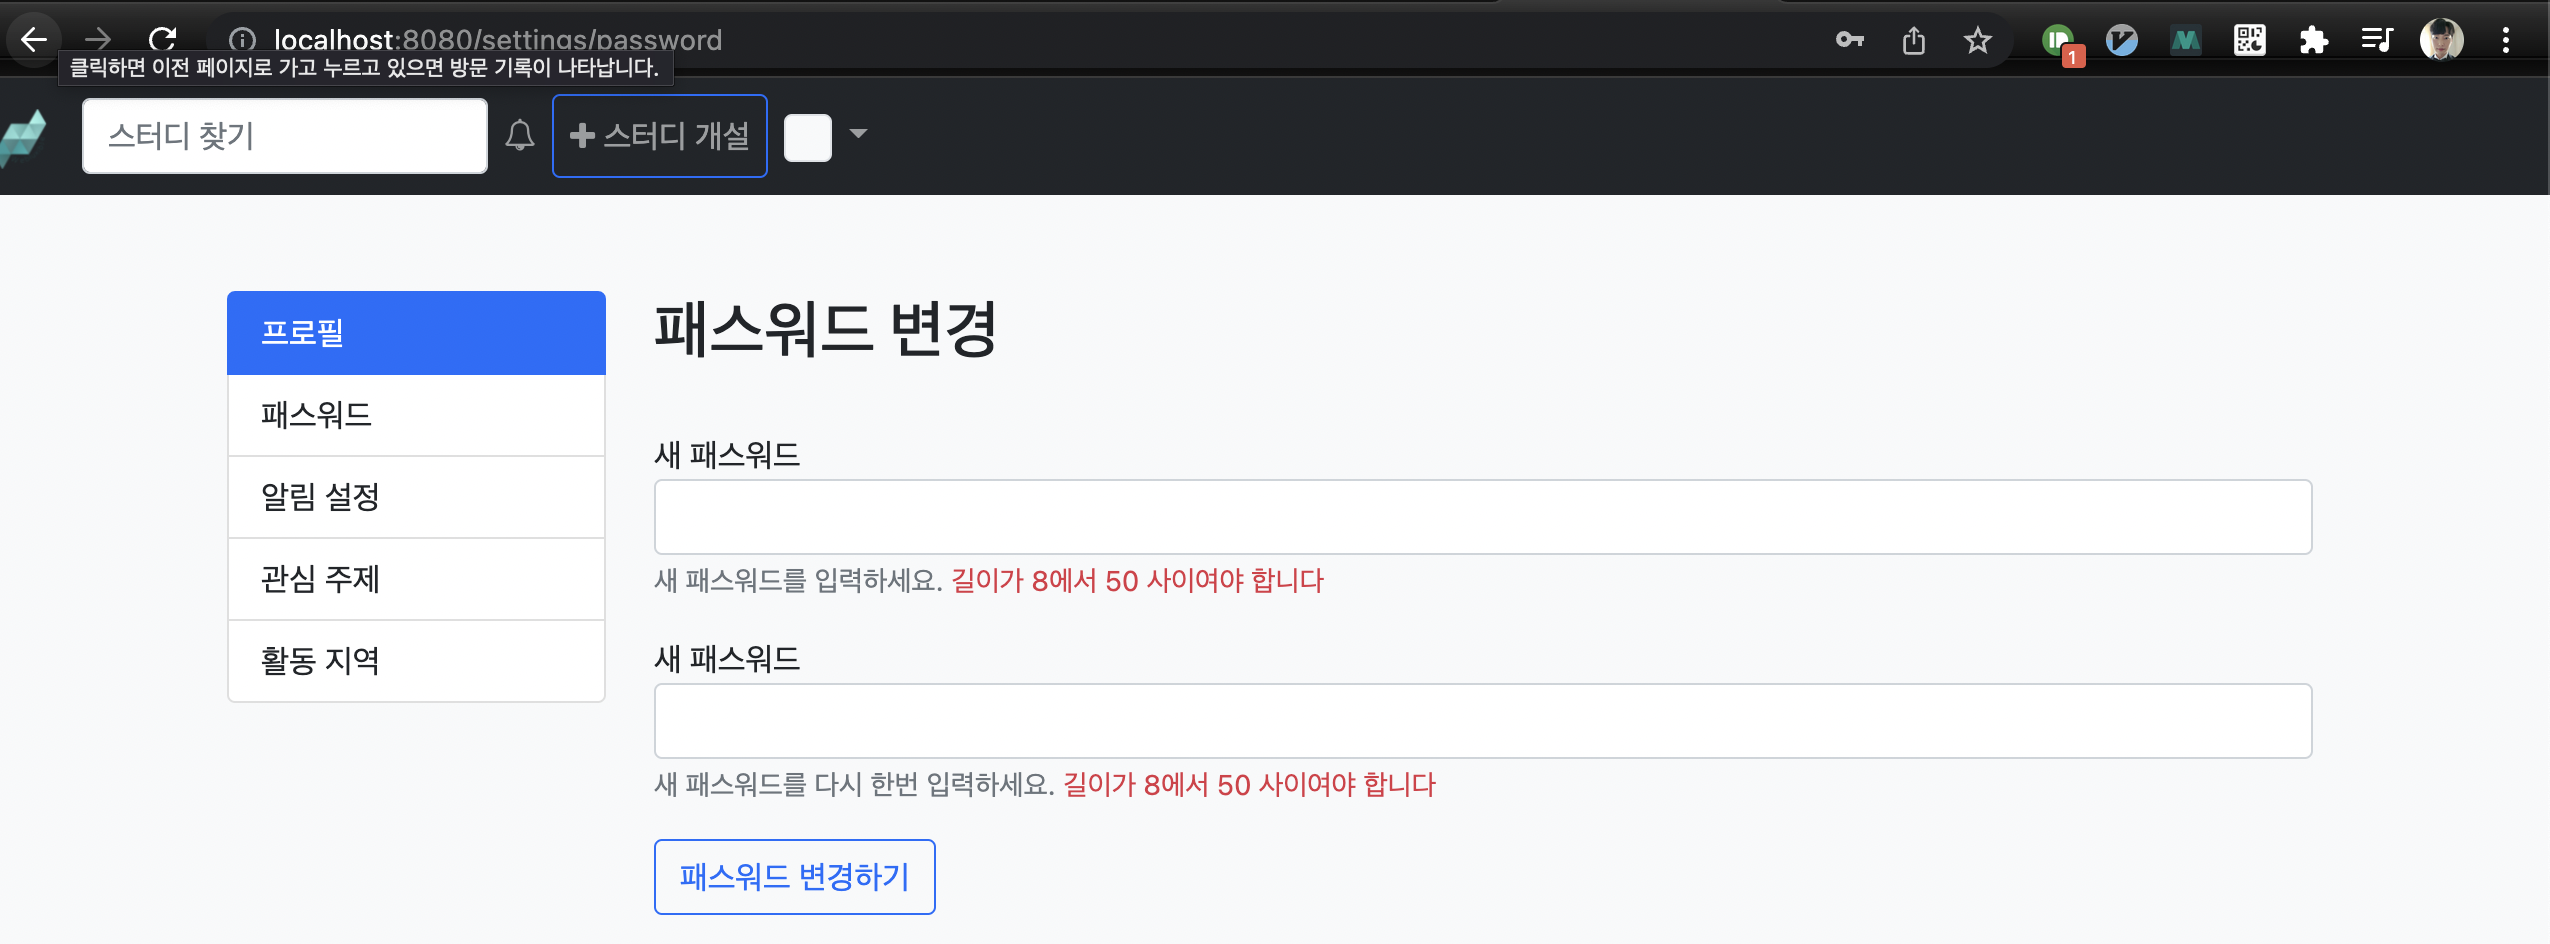 localhost:8080/settings/password
클릭하면 이전 페이지로 가고 누르고 있으면 방문 기록이 나타납니다.
1
스터디 찾기
스터디 개설
프로필
패스워드
알림 설정
관심 주제
활동 지역
패스워드 변경
새 패스워드
새 패스워드를 입력하세요. 길이가 8에서 50 사이여야 합니다
새 패스워드
새 패스워드를 다시 한번 입력하세요. 길이가 8에서 50 사이여야 합니다
패스워드 변경하기